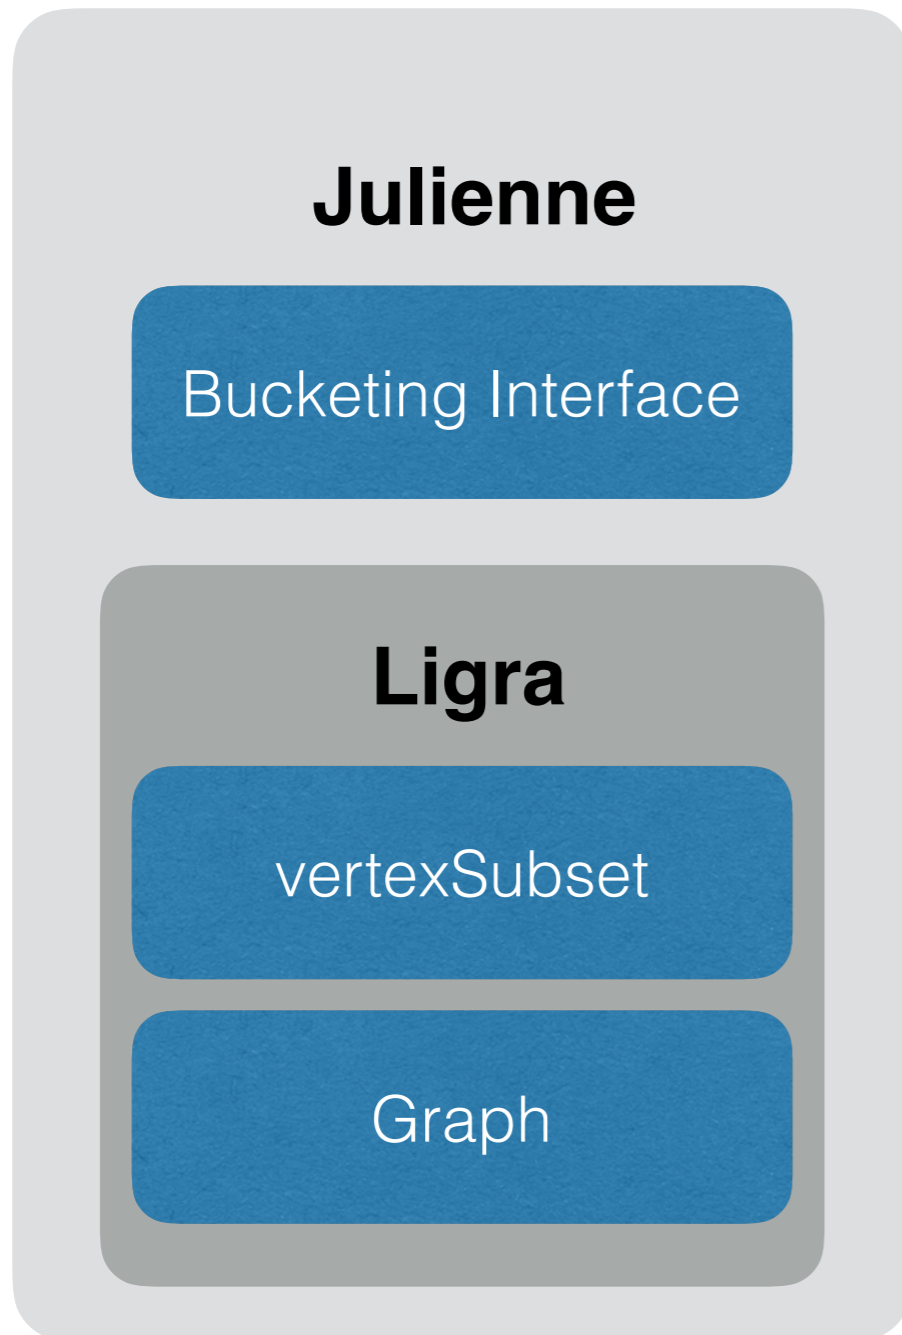 Julienne
Bucketing Interface
Ligra
vertexSubset
Graph